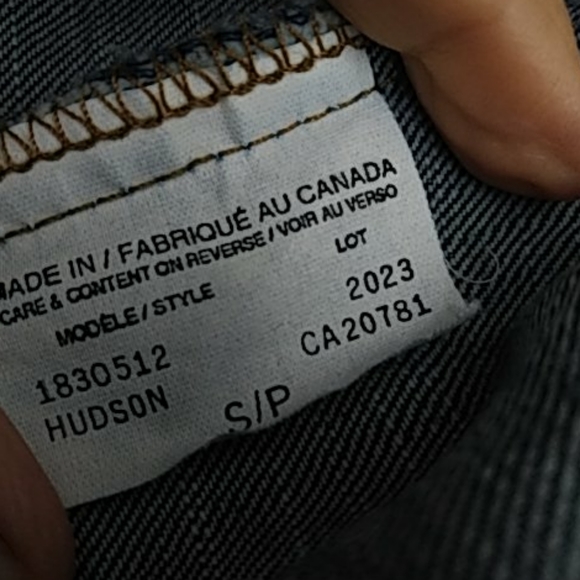 MADE IN / FABRIQUÉ AU CANADA
CARE & CONTENT ON REVERSE / VOIR AU VERSO
MODÈLE / STYLE LOT
1830512 2023
HUDSON CA20781
S/P